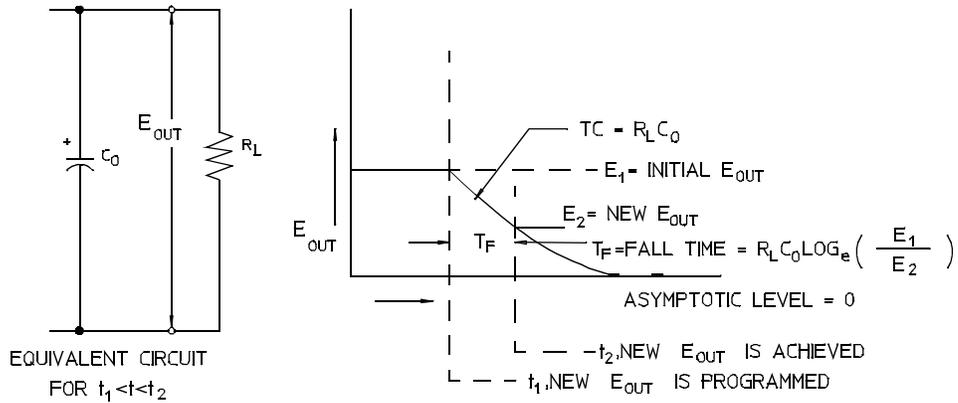 +
C0
EOUT
RL
EQUIVALENT CIRCUIT
FOR t1<t<t2
EOUT
TC = RLC0
E1= INITIAL EOUT
E2= NEW EOUT
TF
TF=FALL TIME = RLC0LOGe(E1/E2)
ASYMPTOTIC LEVEL = 0
t2,NEW EOUT IS ACHIEVED
t1,NEW EOUT IS PROGRAMMED